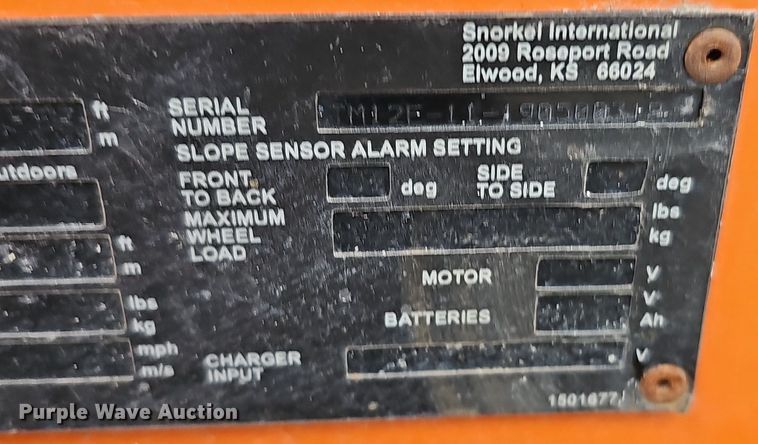 Snorkel International
2009 Roseport Road
Elwood, KS 66024
ft
m
SERIAL
NUMBER
SLOPE SENSOR ALARM SETTING
utdoors
FRONT
TO BACK
deg
SIDE
TO SIDE
deg
MAXIMUM
WHEEL
LOAD
lbs
kg
ft
m
MOTOR
V
lbs
kg
BATTERIES
V
Ah
mph
m/s
CHARGER
INPUT
V
1501677
Purple Wave Auction